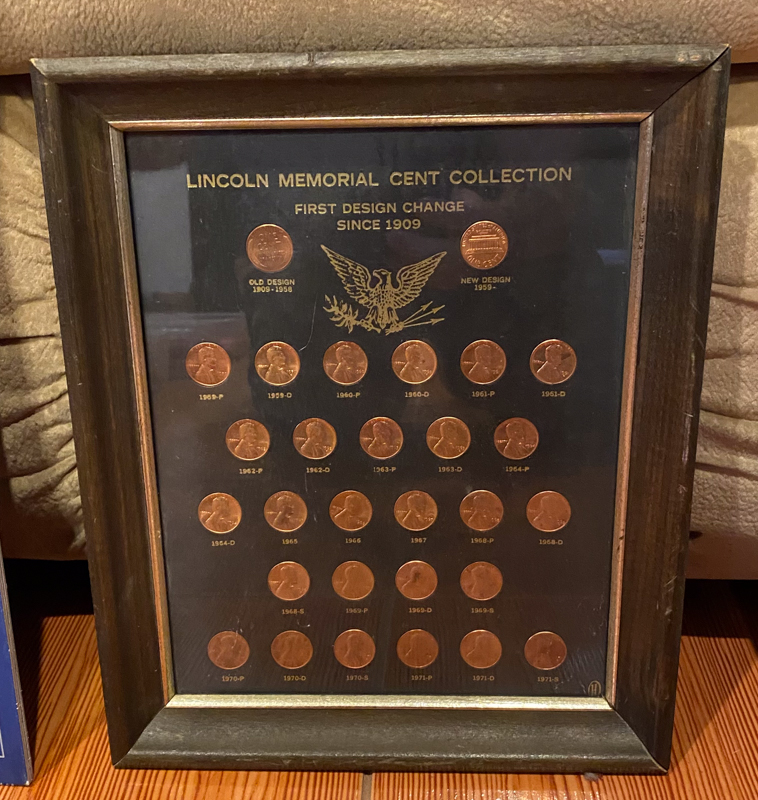 LINCOLN MEMORIAL CENT COLLECTION
FIRST DESIGN CHANGE
SINCE 1909
OLD DESIGN
1909-1958
NEW DESIGN
1959-
1959-P 1959-D 1960-P 1960-D 1961-P 1961-D
1962-P 1962-D 1963-P 1963-D 1964-P
1964-D 1965 1966 1967 1968-P 1968-D
1968-S 1969-P 1969-D 1969-S
1970-P 1970-D 1970-S 1971-P 1971-D 1971-S